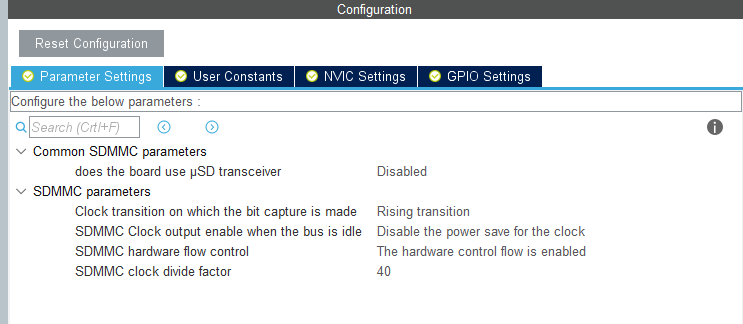 Configuration
Reset Configuration
Parameter Settings User Constants NVIC Settings GPIO Settings
Configure the below parameters :
Search (Crtl+F)
Common SDMMC parameters
does the board use µSD transceiver Disabled
SDMMC parameters
Clock transition on which the bit capture is made Rising transition
SDMMC Clock output enable when the bus is idle Disable the power save for the clock
SDMMC hardware flow control The hardware control flow is enabled
SDMMC clock divide factor 40